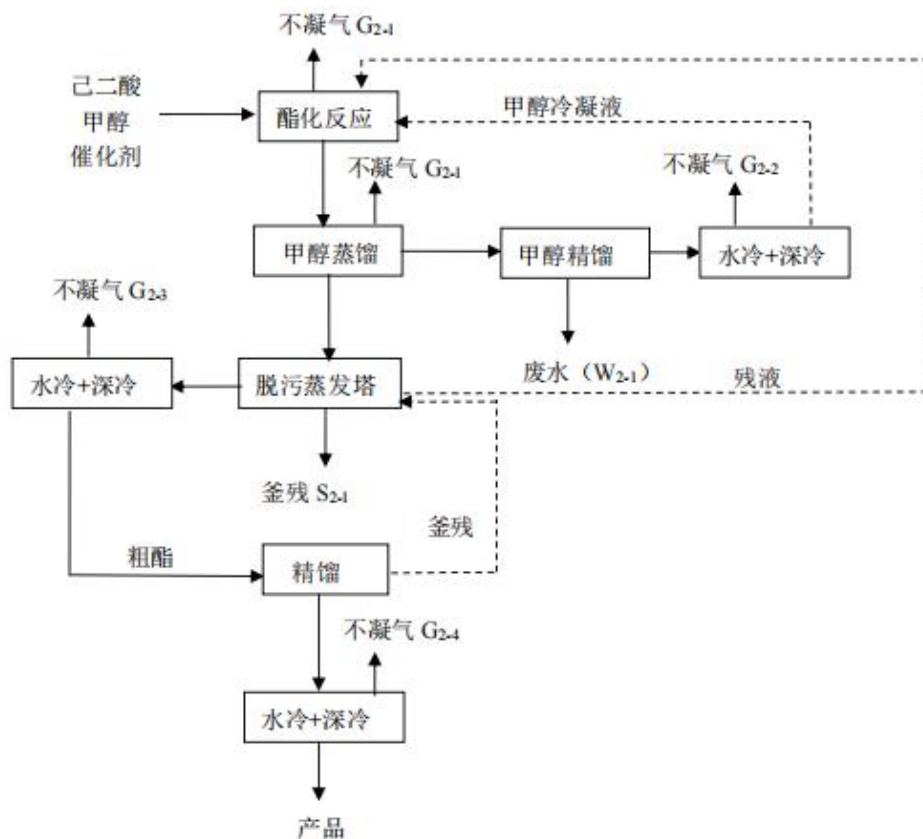 不凝气 G₂₋₁
己二酸
甲醇
催化剂
酯化反应
甲醇冷凝液
不凝气 G₂₋₁
不凝气 G₂₋₂
甲醇蒸馏
甲醇精馏
水冷+深冷
不凝气 G₂₋₃
水冷+深冷
脱污蒸发塔
废水（W₂₋₁）
残液
釜残 S₂₋₁
釜残
粗酯
精馏
不凝气 G₂₋₄
水冷+深冷
产品